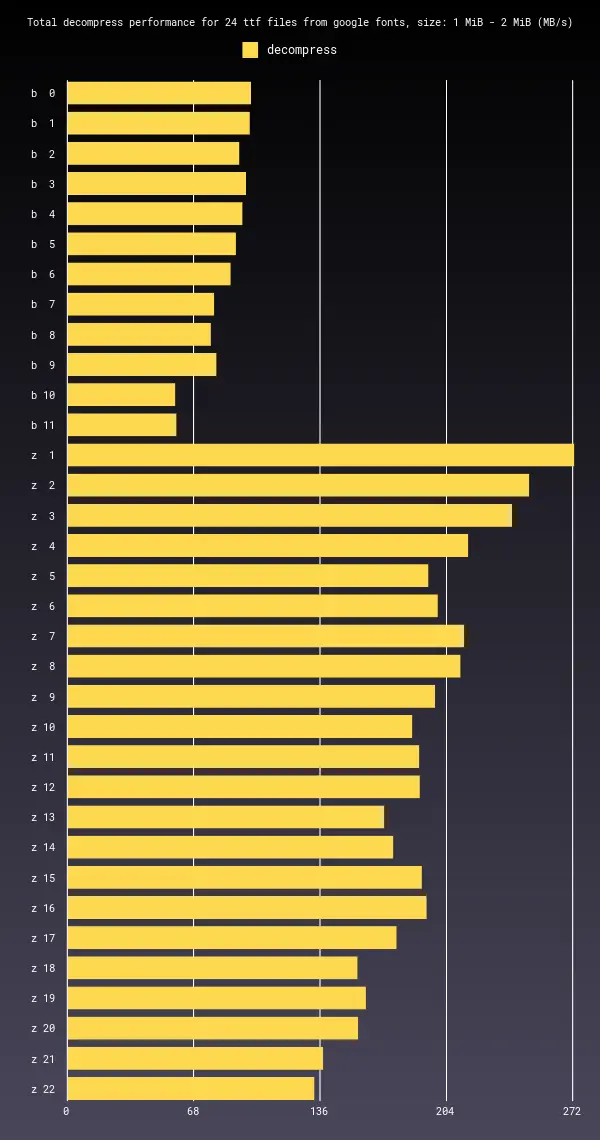 Total decompress performance for 24 ttf files from google fonts, size: 1 MiB - 2 MiB (MB/s)
decompress
b 0
b 1
b 2
b 3
b 4
b 5
b 6
b 7
b 8
b 9
b 10
b 11
z 1
z 2
z 3
z 4
z 5
z 6
z 7
z 8
z 9
z 10
z 11
z 12
z 13
z 14
z 15
z 16
z 17
z 18
z 19
z 20
z 21
z 22
0 68 136 204 272